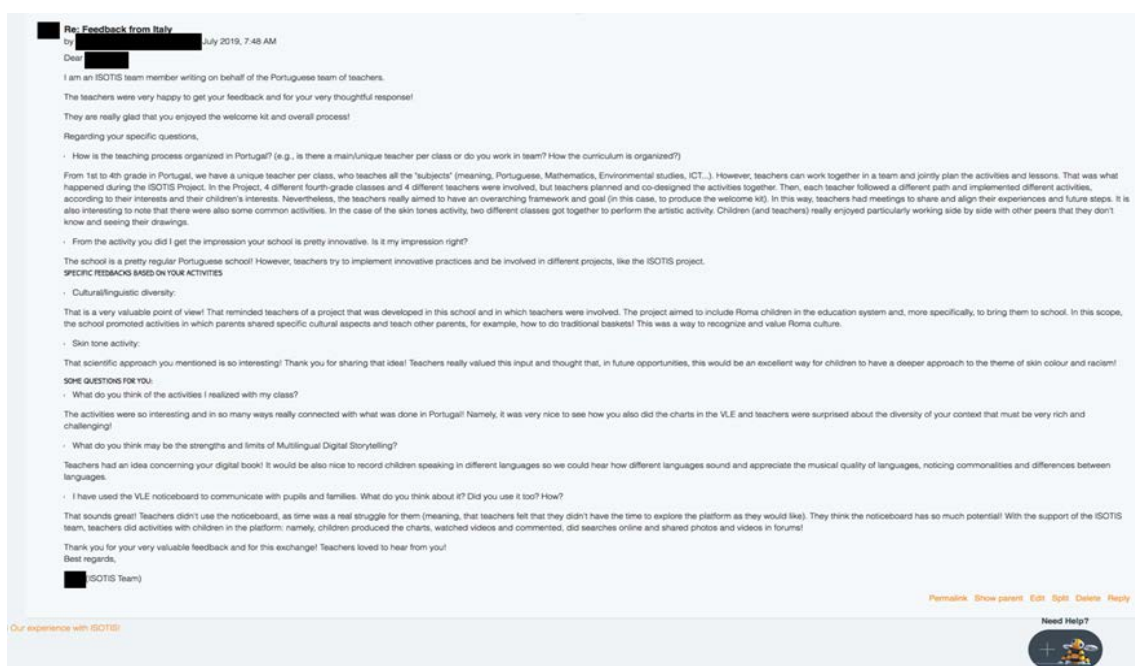 Re: Feedback from Italy
by July 2019, 7:48 AM
Dear
I am an ISOTIS team member writing on behalf of the Portuguese team of teachers.
The teachers were very happy to get your feedback and for your very thoughtful response!
They are really glad that you enjoyed the welcome kit and overall process!
Regarding your specific questions,
· How is the teaching process organized in Portugal? (e.g., is there a main/unique teacher per class or do you work in team? How the curriculum is organized?)
From 1st to 4th grade in Portugal, we have a unique teacher per class, who teaches all the "subjects" (meaning, Portuguese, Mathematics, Environmental studies, ICT...). However, teachers can work together in a team and jointly plan the activities and lessons. That was what
happened during the ISOTIS Project. In the Project, 4 different fourth-grade classes and 4 different teachers were involved, but teachers planned and co-designed the activities together. Then, each teacher followed a different path and implemented different activities,
according to their interests and their children's interests. Nevertheless, the teachers really aimed to have an overarching framework and goal (in this case, to produce the welcome kit). In this way, teachers had meetings to share and align their experiences and future steps. It is
also interesting to note that there were also some common activities. In the case of the skin tones activity, two different classes got together to perform the artistic activity. Children (and teachers) really enjoyed particularly working side by side with other peers that they don't
know and seeing their drawings.
· From the activity you did I get the impression your school is pretty innovative. Is it my impression right?
The school is a pretty regular Portuguese school! However, teachers try to implement innovative practices and be involved in different projects, like the ISOTIS project.
SPECIFIC FEEDBACKS BASED ON YOUR ACTIVITIES
· Cultural/linguistic diversity:
That is a very valuable point of view! That reminded teachers of a project that was developed in this school and in which teachers were involved. The project aimed to include Roma children in the education system and, more specifically, to bring them to school. In this scope,
the school promoted activities in which parents shared specific cultural aspects and teach other parents, for example, how to do traditional baskets! This was a way to recognize and value Roma culture.
· Skin tone activity:
That scientific approach you mentioned is so interesting! Thank you for sharing that idea! Teachers really valued this input and thought that, in future opportunities, this would be an excellent way for children to have a deeper approach to the theme of skin colour and racism!
SOME QUESTIONS FOR YOU:
· What do you think of the activities I realized with my class?
The activities were so interesting and in so many ways really connected with what was done in Portugal! Namely, it was very nice to see how you also did the charts in the VLE and teachers were surprised about the diversity of your context that must be very rich and
challenging!
· What do you think may be the strengths and limits of Multilingual Digital Storytelling?
Teachers had an idea concerning your digital book! It would be also nice to record children speaking in different languages so we could hear how different languages sound and appreciate the musical quality of languages, noticing commonalities and differences between
languages.
· I have used the VLE noticeboard to communicate with pupils and families. What do you think about it? Did you use it too? How?
That sounds great! Teachers didn't use the noticeboard, as time was a real struggle for them (meaning, that teachers felt that they didn't have the time to explore the platform as they would like). They think the noticeboard has so much potential! With the support of the ISOTIS
team, teachers did activities with children in the platform: namely, children produced the charts, watched videos and commented, did searches online and shared photos and videos in forums!
Thank you for your very valuable feedback and for this exchange! Teachers loved to hear from you!
Best regards,
(ISOTIS Team)
Permalink Show parent Edit Split Delete Reply
Our experience with ISOTIS!
Need Help?